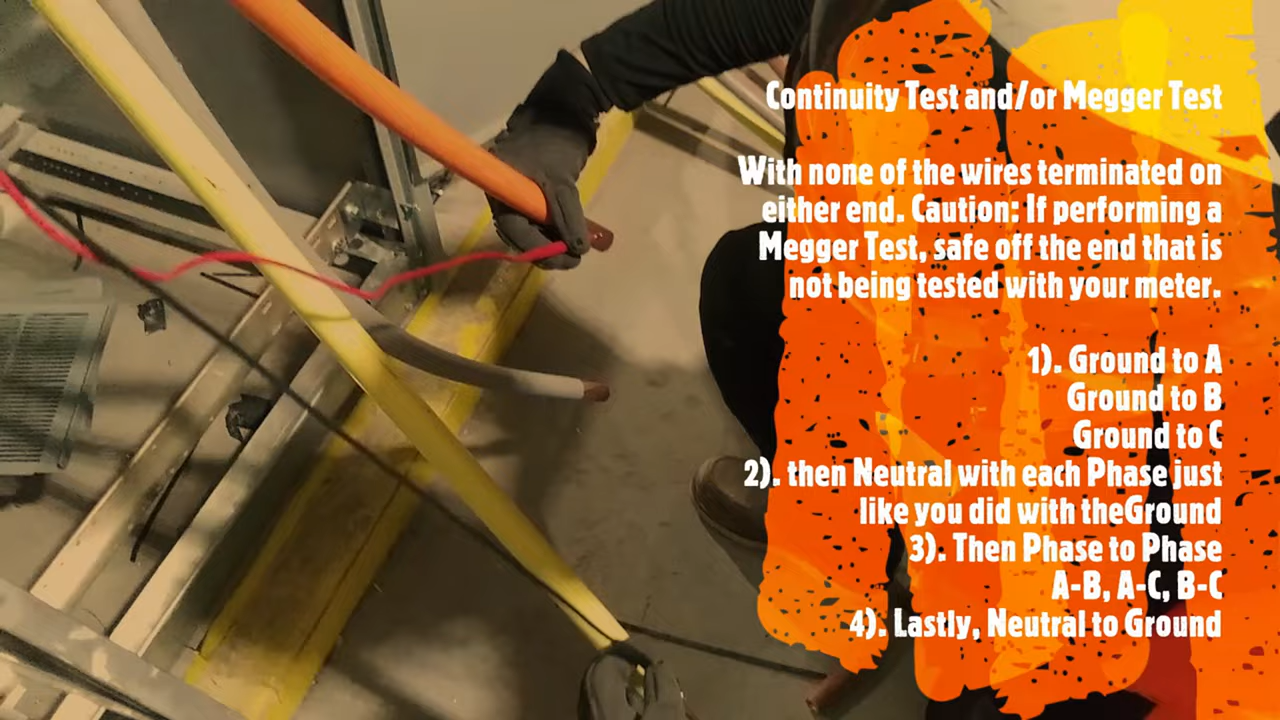 Continuity Test and/or Megger Test
With none of the wires terminated on
either end. Caution: If performing a
Megger Test, safe off the end that is
not being tested with your meter.
1). Ground to A
Ground to B
Ground to C
2). then Neutral with each Phase just
like you did with theGround
3). Then Phase to Phase
A-B, A-C, B-C
4). Lastly, Neutral to Ground